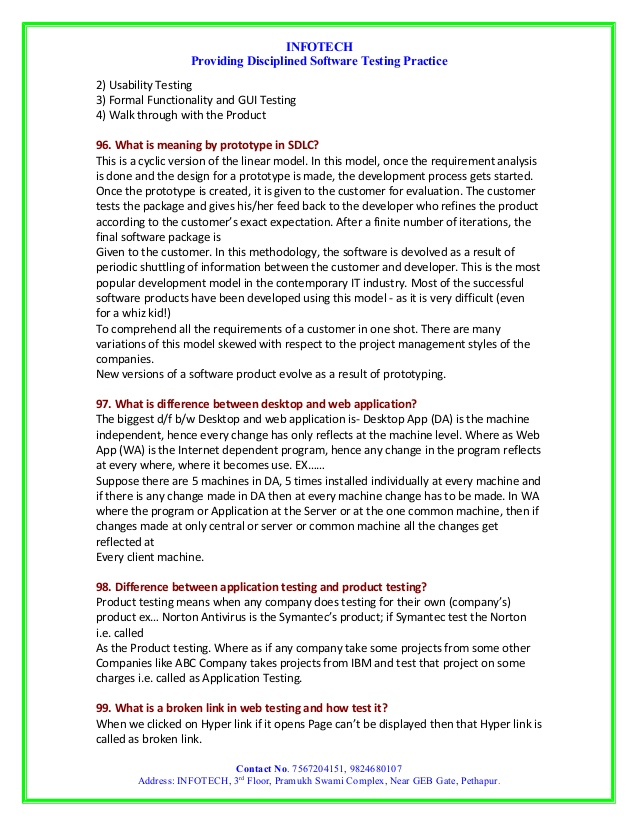 INFOTECH
Providing Disciplined Software Testing Practice
2) Usability Testing
3) Formal Functionality and GUI Testing
4) Walk through with the Product
96. What is meaning by prototype in SDLC?
This is a cyclic version of the linear model. In this model, once the requirement analysis
is done and the design for a prototype is made, the development process gets started.
Once the prototype is created, it is given to the customer for evaluation. The customer
tests the package and gives his/her feed back to the developer who refines the product
according to the customer's exact expectation. After a finite number of iterations, the
final software package is
Given to the customer. In this methodology, the software is devolved as a result of
periodic shuttling of information between the customer and developer. This is the most
popular development model in the contemporary IT industry. Most of the successful
software products have been developed using this model - as it is very difficult (even
for a whiz kid!)
To comprehend all the requirements of a customer in one shot. There are many
variations of this model skewed with respect to the project management styles of the
companies.
New versions of a software product evolve as a result of prototyping.
97. What is difference between desktop and web application?
The biggest d/f b/w Desktop and web application is- Desktop App (DA) is the machine
independent, hence every change has only reflects at the machine level. Where as Web
App (WA) is the Internet dependent program, hence any change in the program reflects
at every where, where it becomes use. EX……
Suppose there are 5 machines in DA, 5 times installed individually at every machine and
if there is any change made in DA then at every machine change has to be made. In WA
where the program or Application at the Server or at the one common machine, then if
changes made at only central or server or common machine all the changes get
reflected at
Every client machine.
98. Difference between application testing and product testing?
Product testing means when any company does testing for their own (company's)
product ex… Norton Antivirus is the Symantec's product; if Symantec test the Norton
i.e. called
As the Product testing. Where as if any company take some projects from some other
Companies like ABC Company takes projects from IBM and test that project on some
charges i.e. called as Application Testing.
99. What is a broken link in web testing and how test it?
When we clicked on Hyper link if it opens Page can't be displayed then that Hyper link is
called as broken link.
Contact No. 7567204151, 9824680107
Address: INFOTECH, 3rd Floor, Pramukh Swami Complex, Near GEB Gate, Pethapur.